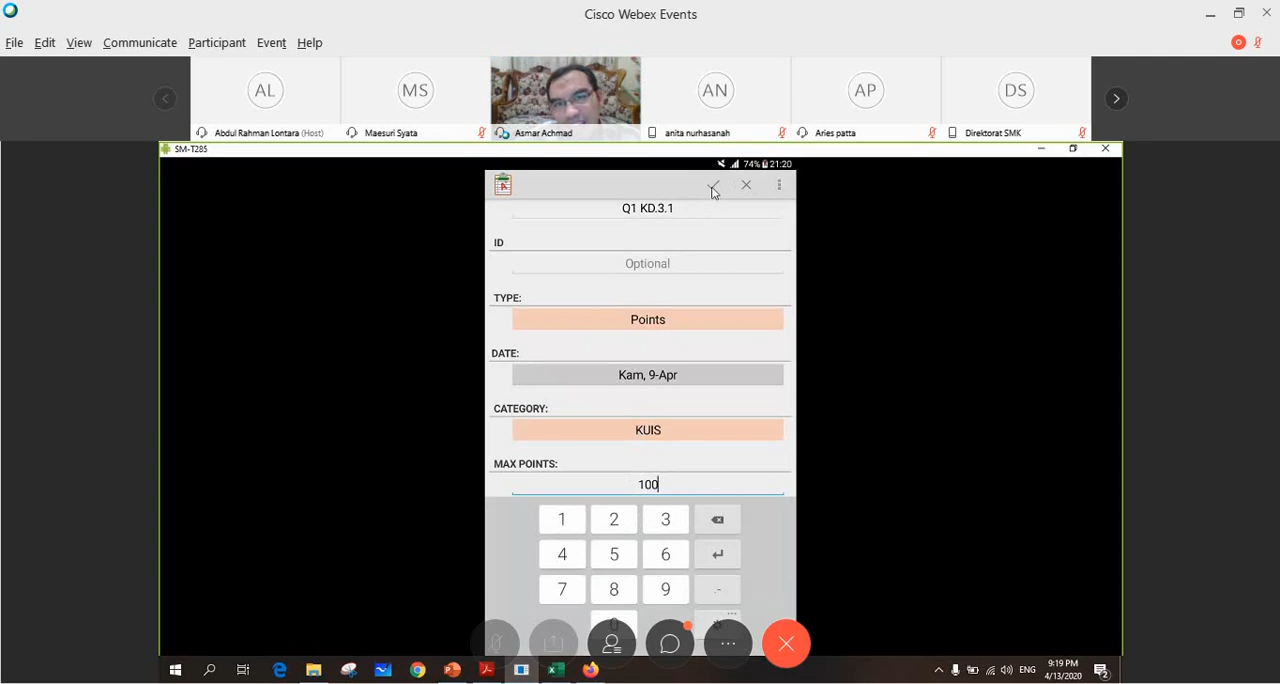 Cisco Webex Events
File Edit View Communicate Participant Event Help
AL MS AN AP DS
Abdul Rahman Lontara (Host) Maesuri Syata Asmar Achmad anita nurhasanah Aries patta Direktorat SMK
SM-T285
74% 21:20
Q1 KD.3.1
ID
Optional
TYPE:
Points
DATE:
Kam, 9-Apr
CATEGORY:
KUIS
MAX POINTS:
100
1 2 3
4 5 6
7 8 9 .-
0
ENG 9:19 PM
4/13/2020
2